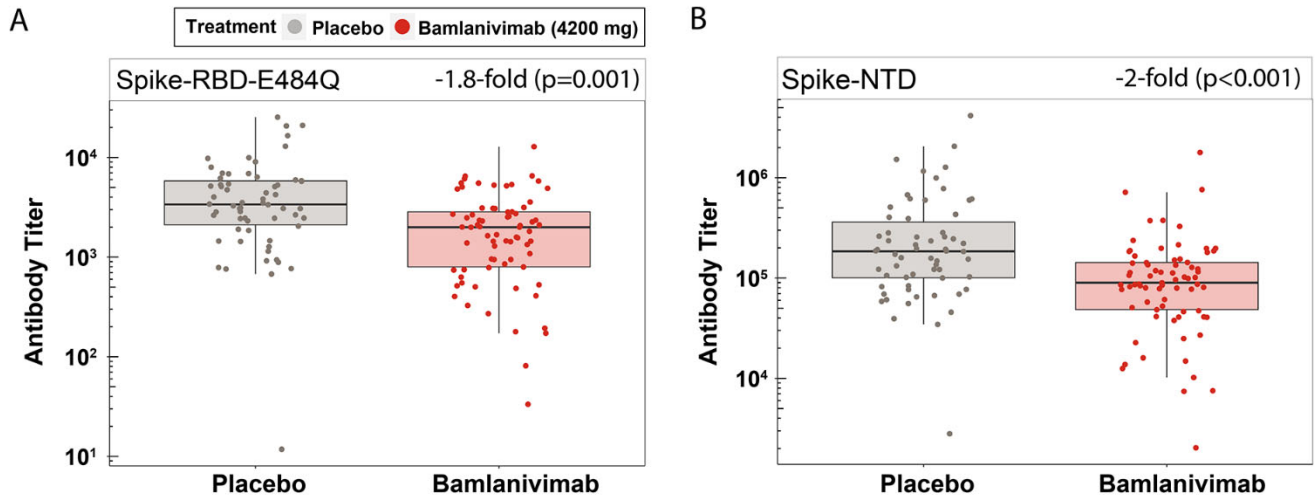 A
Treatment Placebo Bamlanivimab (4200 mg)
Spike-RBD-E484Q -1.8-fold (p=0.001)
Antibody Titer
10⁴
10³
10²
10¹
Placebo Bamlanivimab
B
Spike-NTD -2-fold (p<0.001)
Antibody Titer
10⁶
10⁵
10⁴
Placebo Bamlanivimab